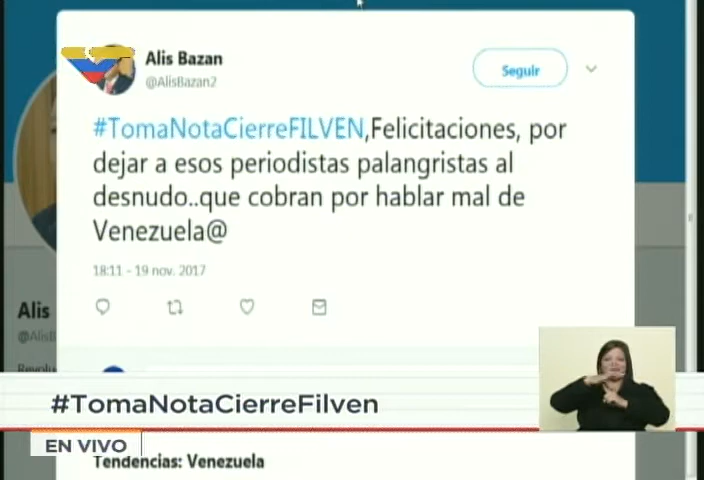 Alis Bazan
@AlisBazan2
Seguir
#TomaNotaCierreFILVEN,Felicitaciones, por
dejar a esos periodistas palangristas al
desnudo..que cobran por hablar mal de
Venezuela@
18:11 - 19 nov. 2017
Alis
@AlisB
Revolu
#TomaNotaCierreFilven
EN VIVO
Tendencias: Venezuela